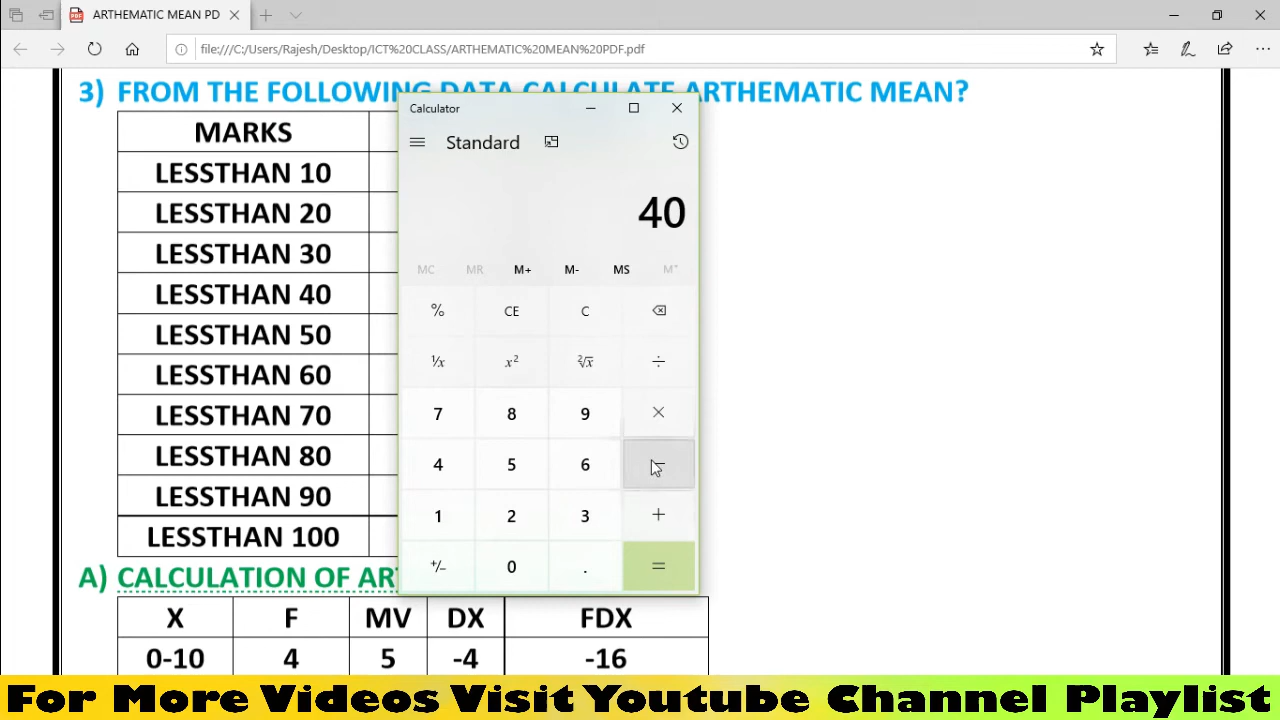 ARTHEMATIC MEAN PD
file:///C:/Users/Rajesh/Desktop/ICT%20CLASS/ARTHEMATIC%20MEAN%20PDF.pdf
3) FROM THE FOLLOWING DATA CALCULATE ARTHEMATIC MEAN?
MARKS
LESSTHAN 10
LESSTHAN 20
LESSTHAN 30
LESSTHAN 40
LESSTHAN 50
LESSTHAN 60
LESSTHAN 70
LESSTHAN 80
LESSTHAN 90
LESSTHAN 100
Calculator
Standard
40
MC MR M+ M- MS M˅
% CE C
¹/x x² ²√x ÷
7 8 9 ×
4 5 6 −
1 2 3 +
+/− 0 . =
A) CALCULATION OF AR
X F MV DX FDX
0-10 4 5 -4 -16
For More Videos Visit Youtube Channel Playlist